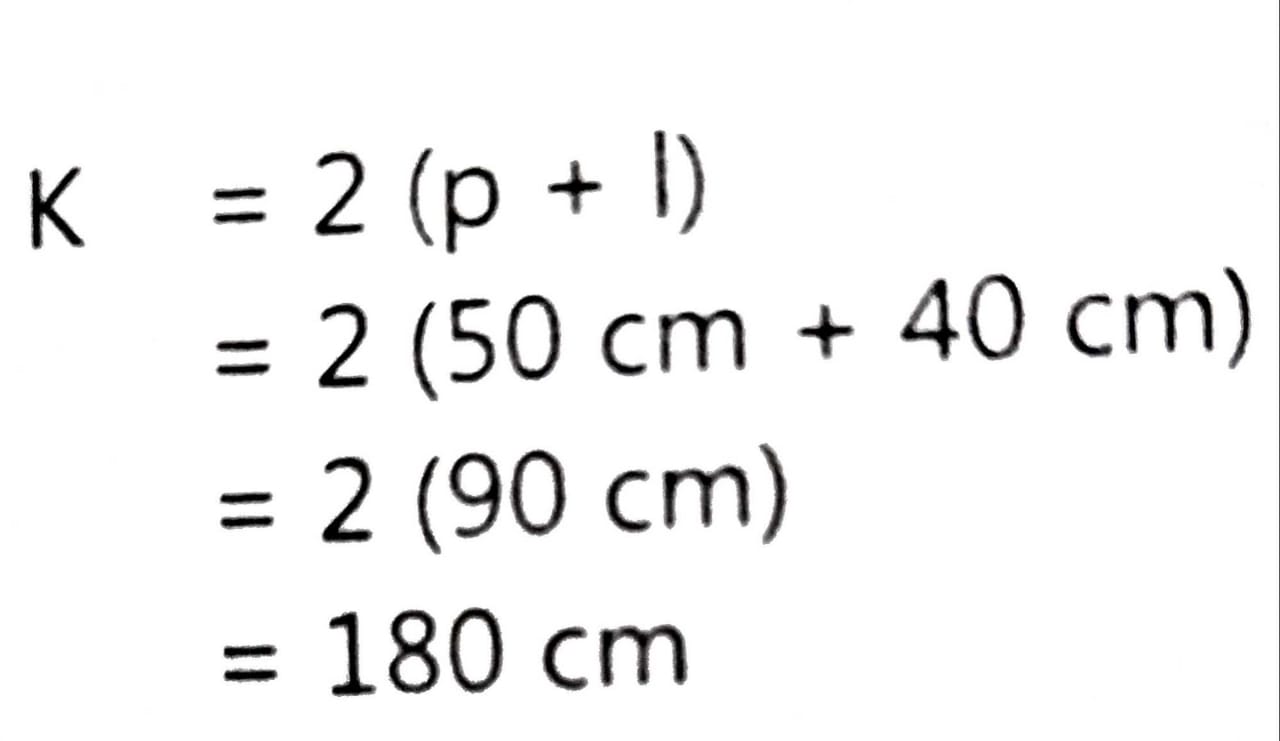 K = 2 (p + l)
= 2 (50 cm + 40 cm)
= 2 (90 cm)
= 180 cm